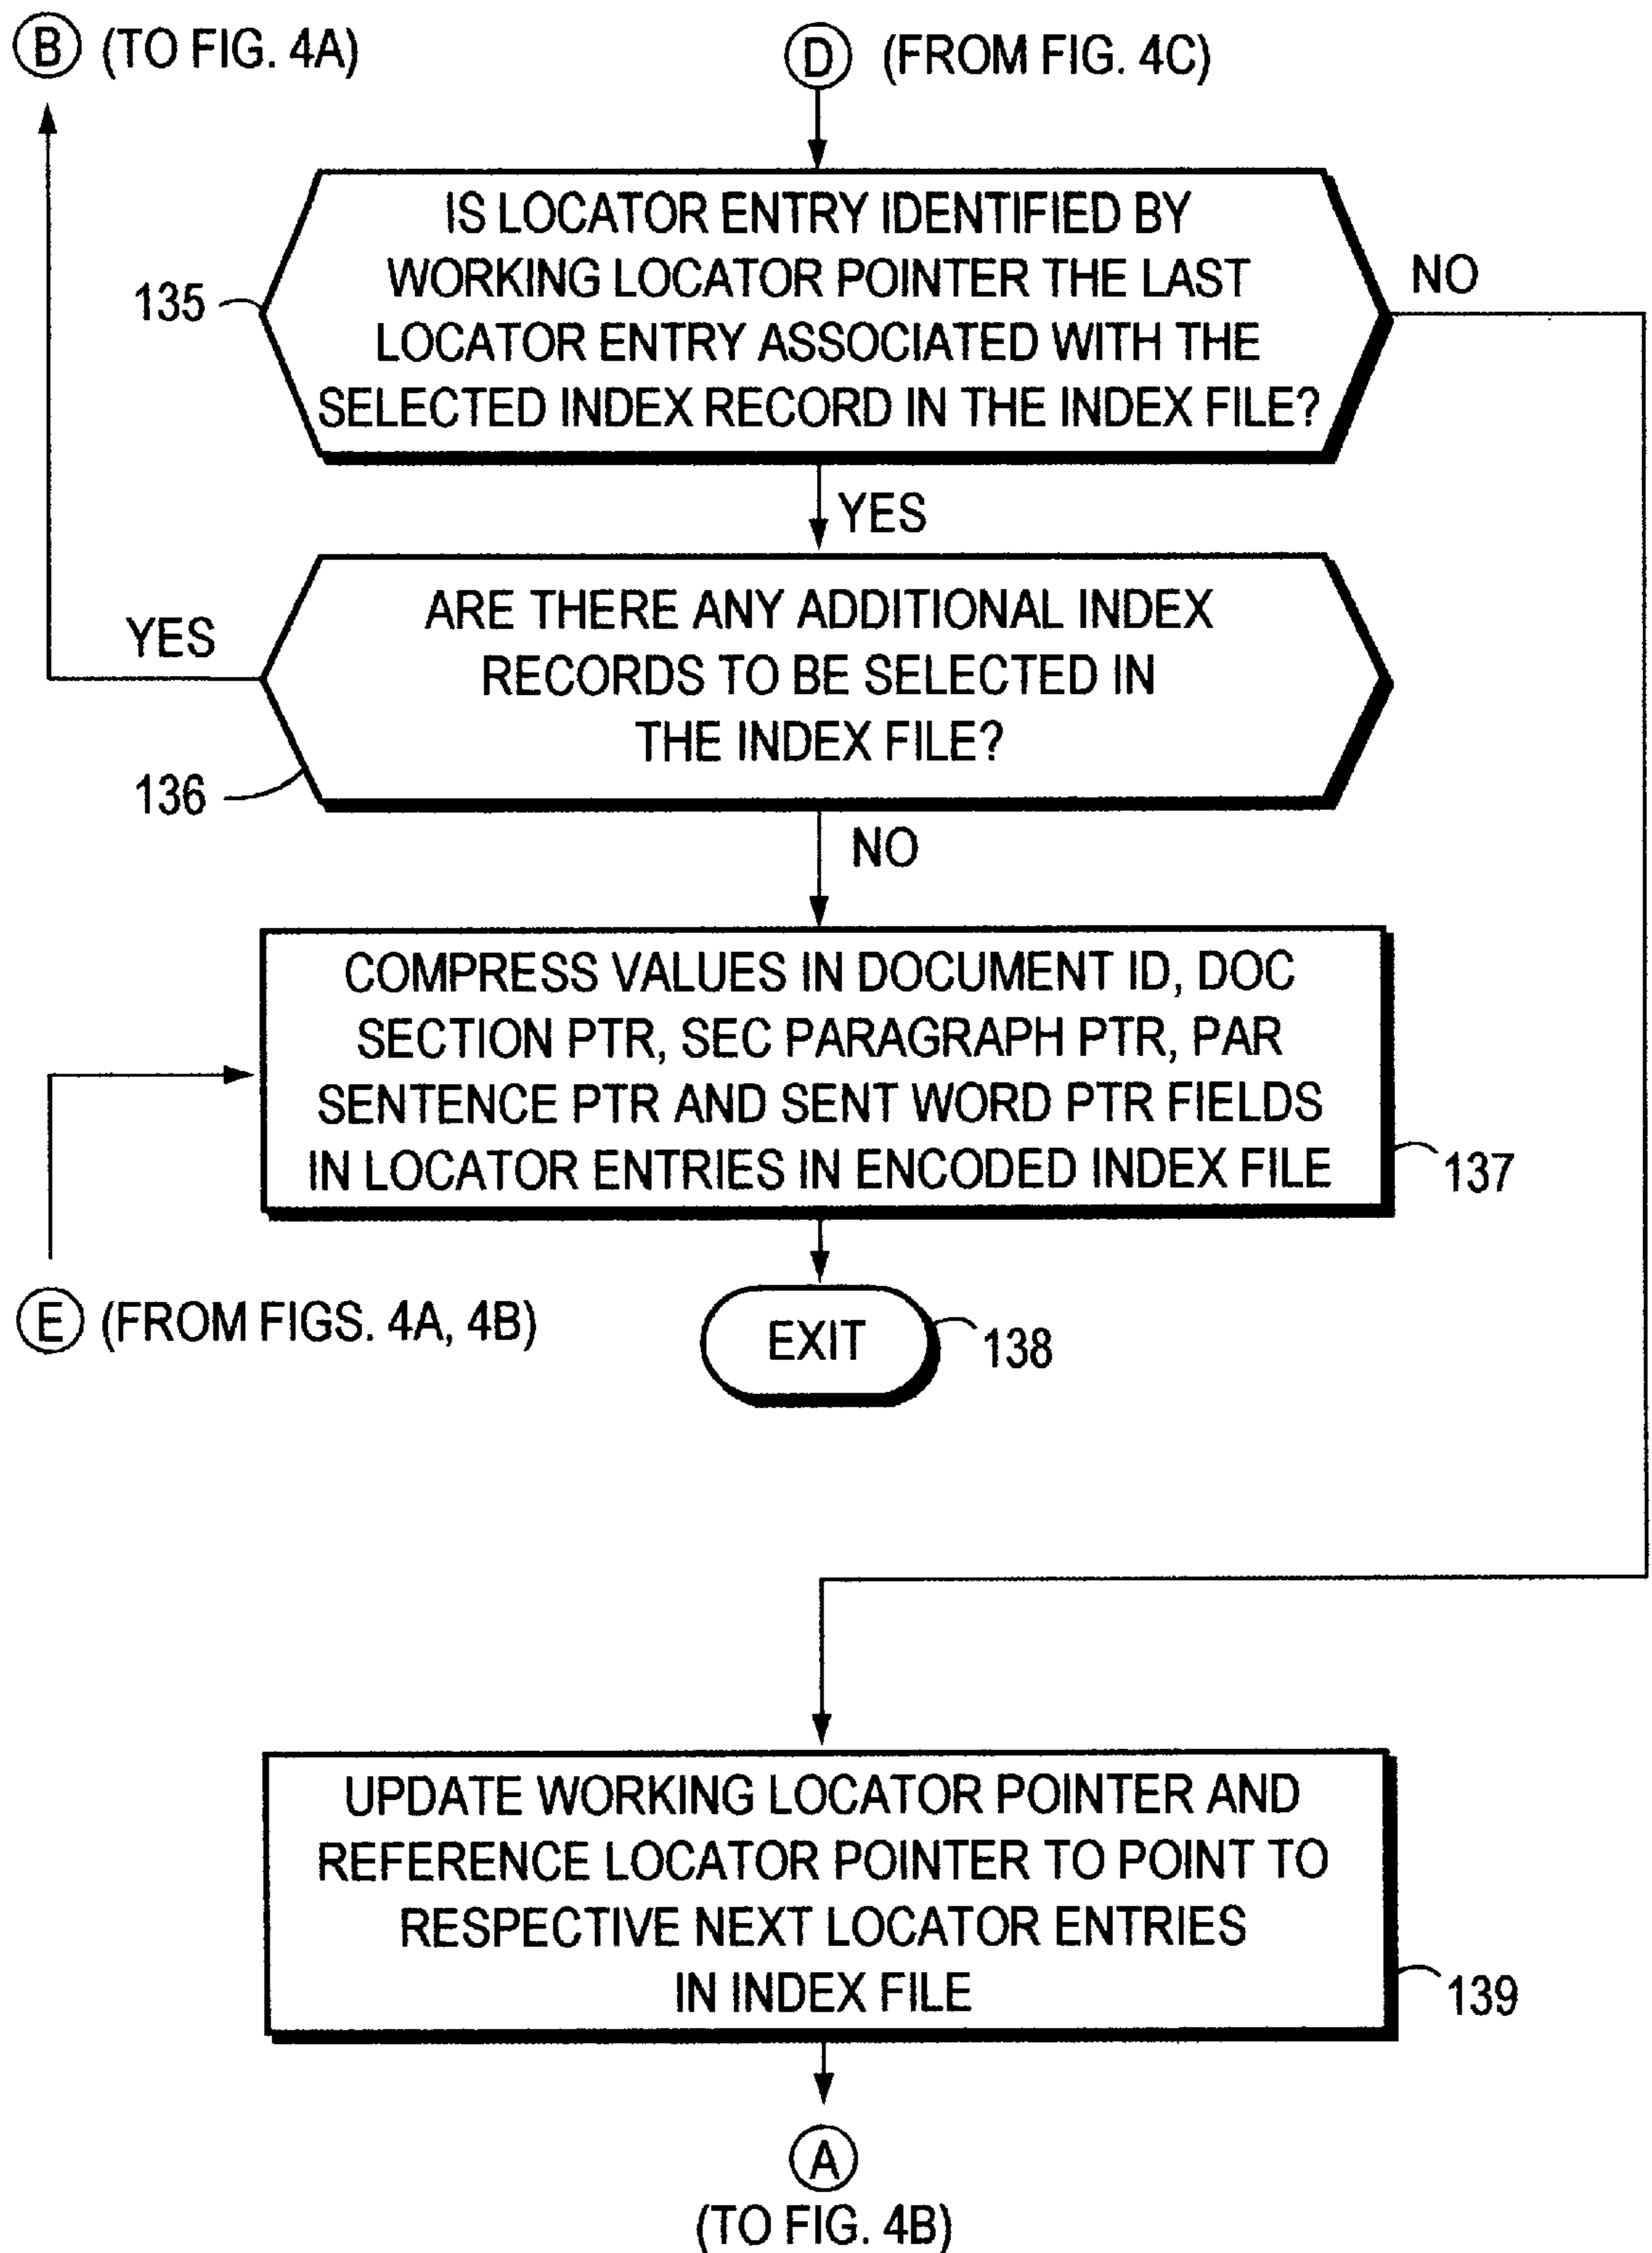 B (TO FIG. 4A)
D (FROM FIG. 4C)
IS LOCATOR ENTRY IDENTIFIED BY
WORKING LOCATOR POINTER THE LAST
LOCATOR ENTRY ASSOCIATED WITH THE
SELECTED INDEX RECORD IN THE INDEX FILE?
135
NO
YES
ARE THERE ANY ADDITIONAL INDEX
RECORDS TO BE SELECTED IN
THE INDEX FILE?
YES
136
NO
COMPRESS VALUES IN DOCUMENT ID, DOC
SECTION PTR, SEC PARAGRAPH PTR, PAR
SENTENCE PTR AND SENT WORD PTR FIELDS
IN LOCATOR ENTRIES IN ENCODED INDEX FILE
137
E (FROM FIGS. 4A, 4B)
EXIT
138
UPDATE WORKING LOCATOR POINTER AND
REFERENCE LOCATOR POINTER TO POINT TO
RESPECTIVE NEXT LOCATOR ENTRIES
IN INDEX FILE
139
A
(TO FIG. 4B)